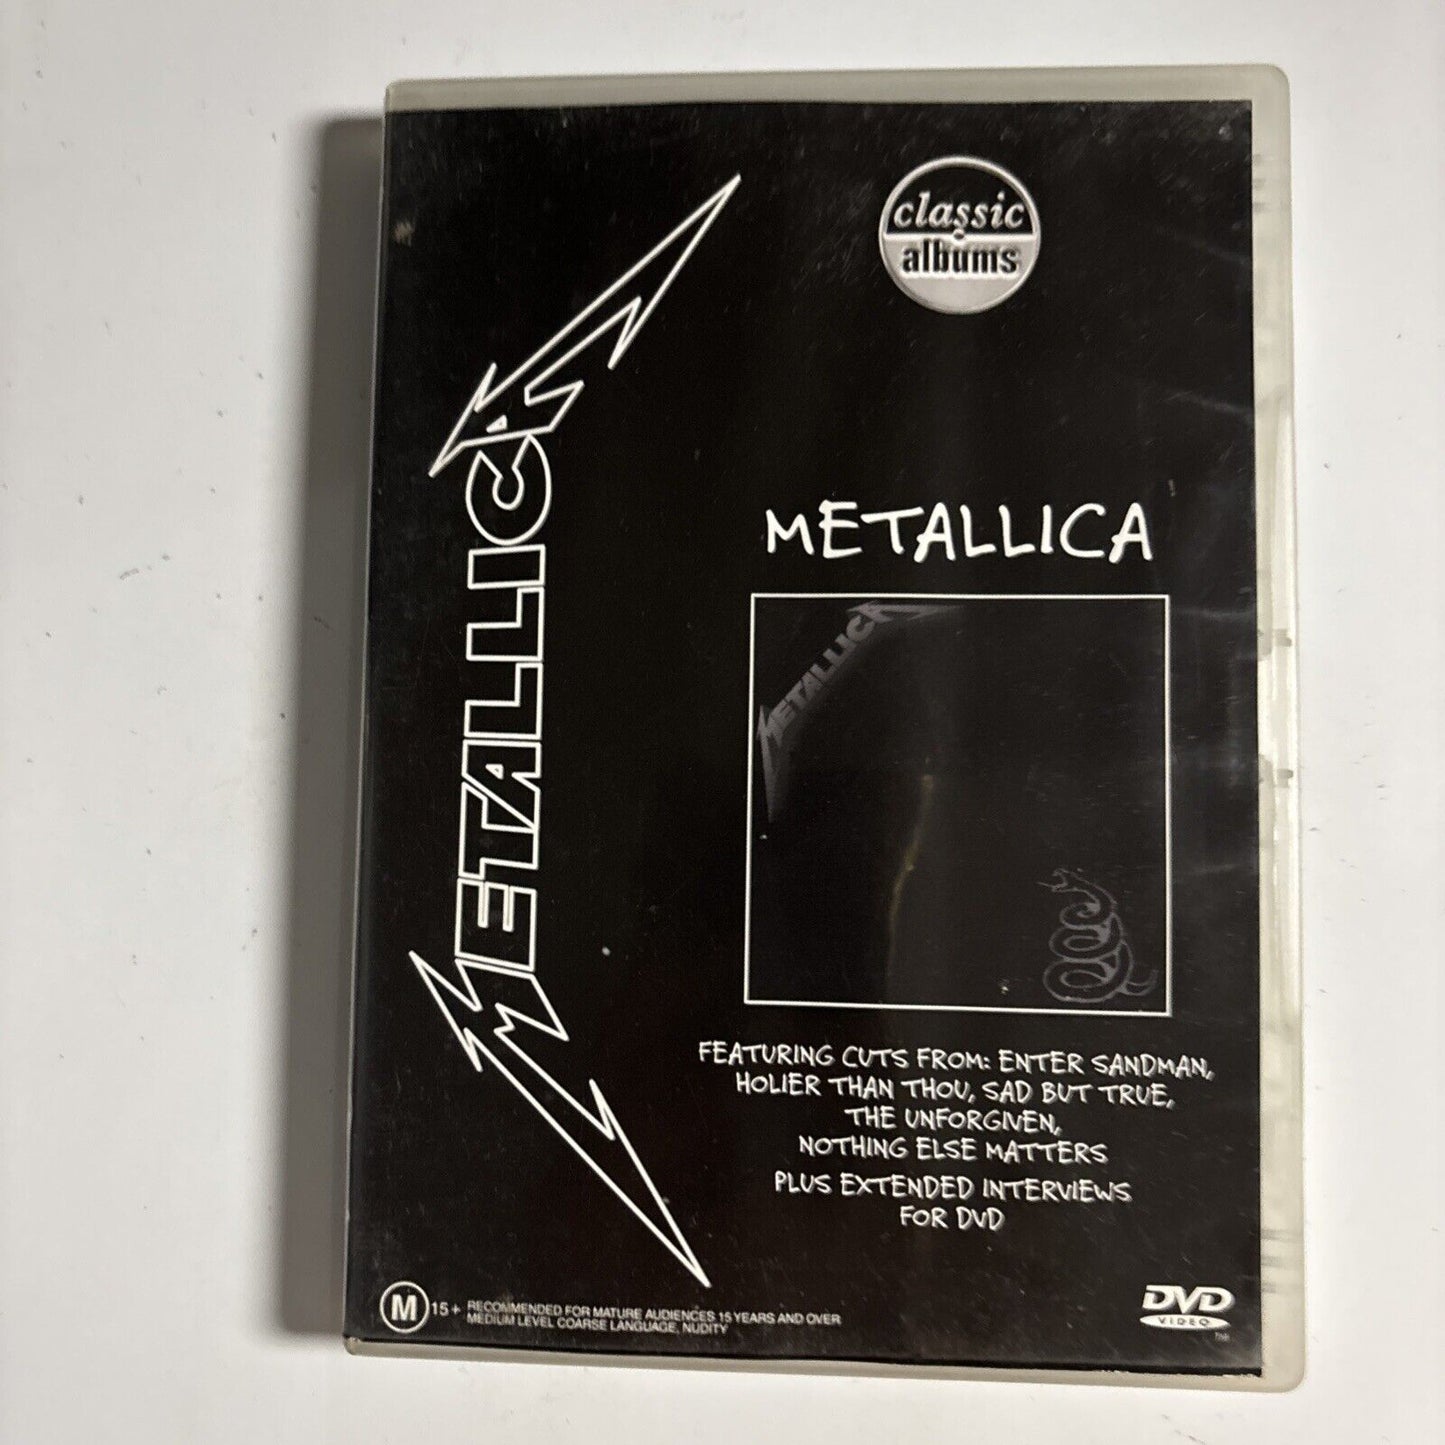 classic
albums
METALLICA
METALLICA
METALLICA
FEATURING CUTS FROM: ENTER SANDMAN,
HOLIER THAN THOU, SAD BUT TRUE,
THE UNFORGIVEN,
NOTHING ELSE MATTERS
PLUS EXTENDED INTERVIEWS
FOR DVD
M 15+ RECOMMENDED FOR MATURE AUDIENCES 15 YEARS AND OVER
MEDIUM LEVEL COARSE LANGUAGE, NUDITY
DVD
VIDEO
TM